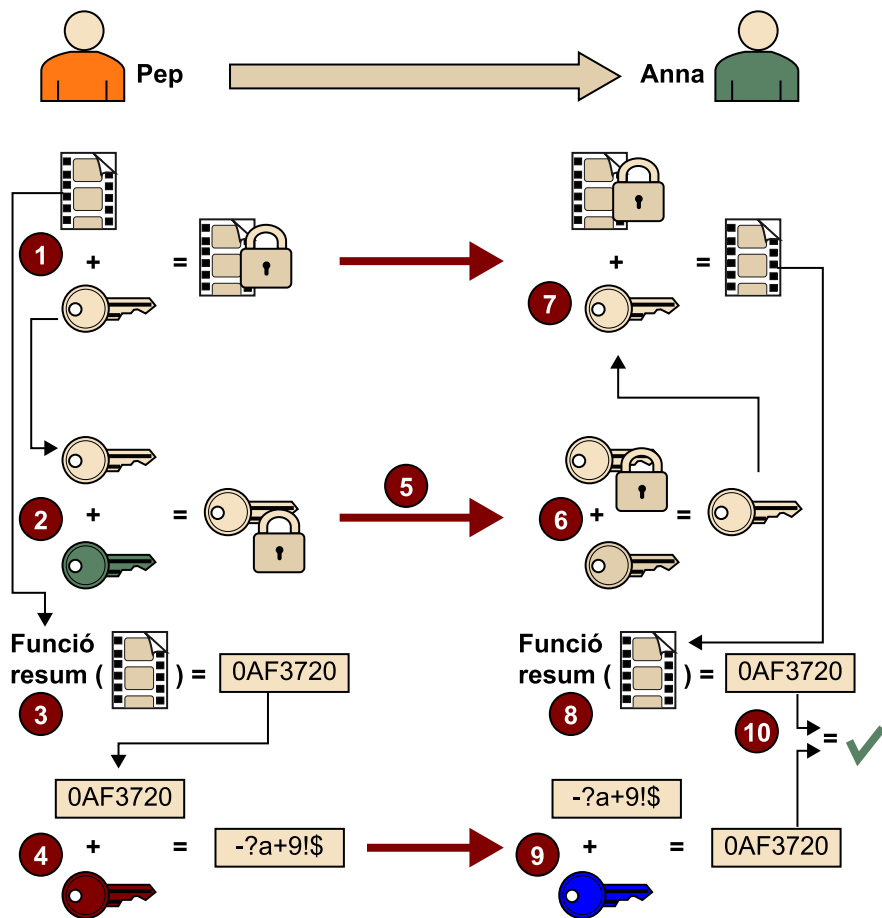 Pep
Anna
1
+
=
7
+
=
2
+
=
5
6
+
=
Funció
resum ( ) = 0AF3720
3
Funció
resum ( ) = 0AF3720
8
10
=
0AF3720
4
+
= -?a+9!$
-?a+9!$
9
+
= 0AF3720